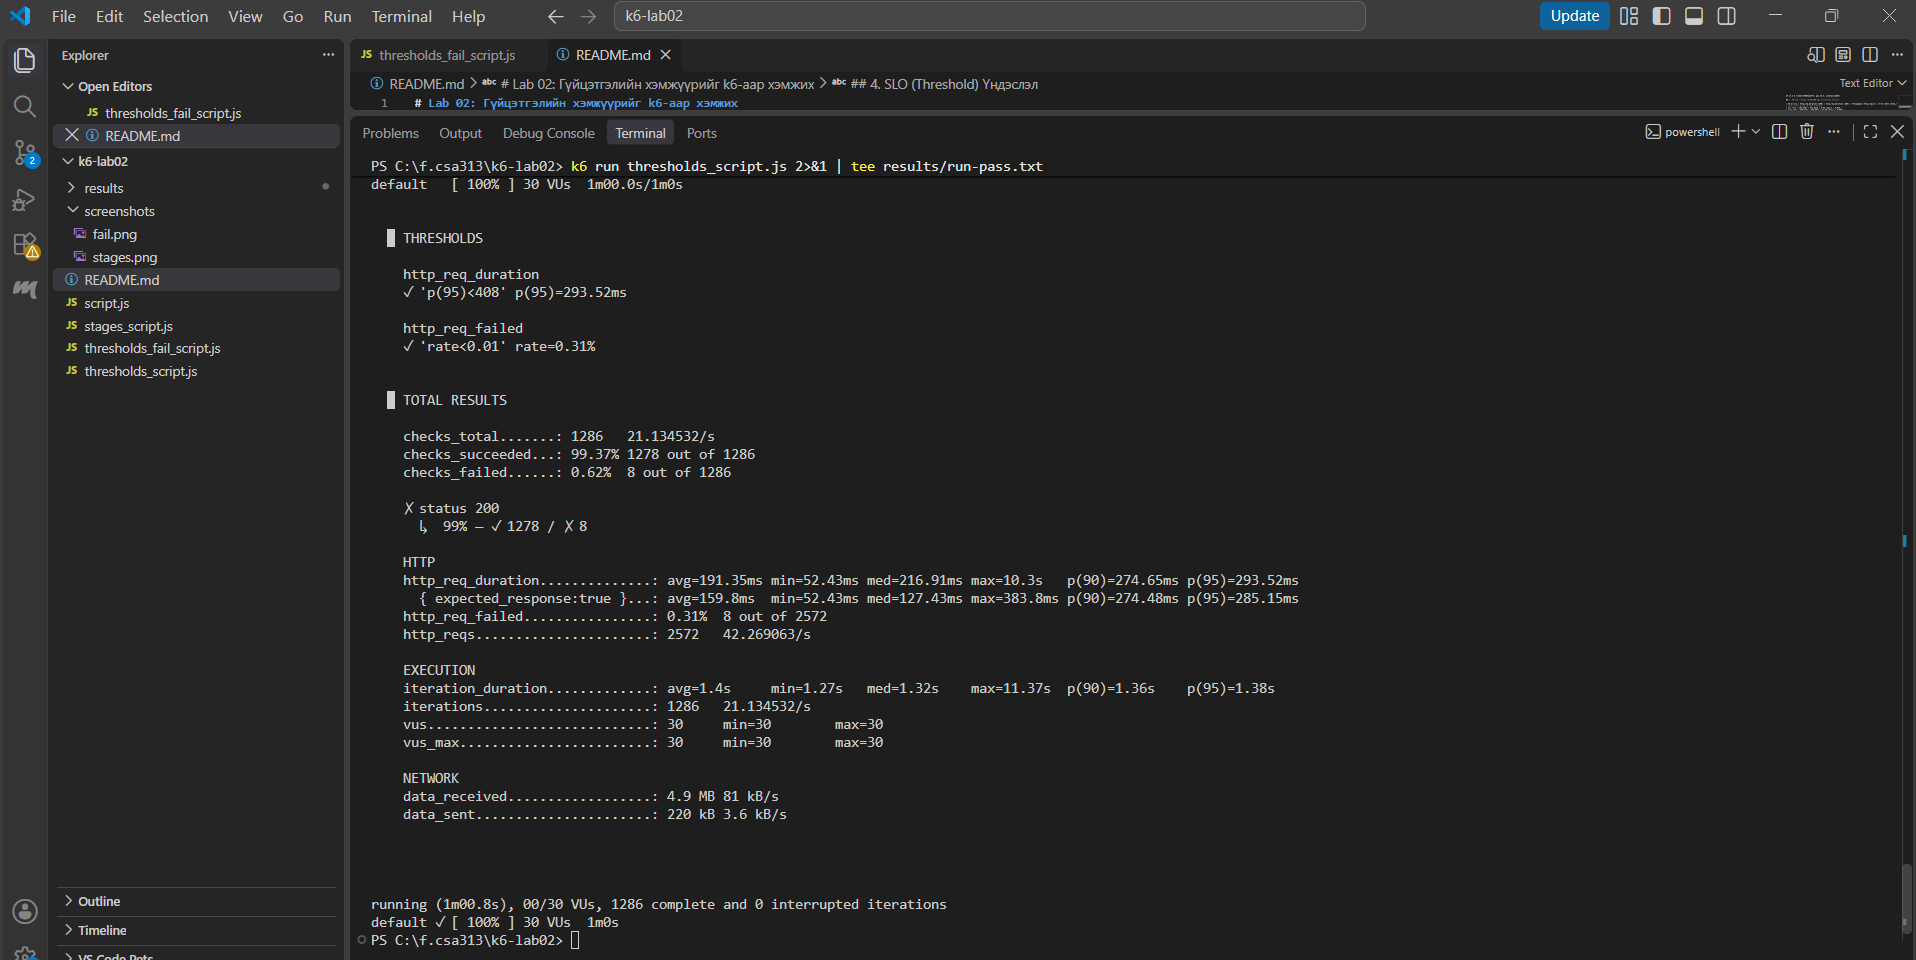 File Edit Selection View Go Run Terminal Help
k6-lab02
Update
Explorer
Open Editors
JS thresholds_fail_script.js
README.md
k6-lab02
results
screenshots
fail.png
stages.png
README.md
JS script.js
JS stages_script.js
JS thresholds_fail_script.js
JS thresholds_script.js
2
Outline
Timeline
VS Code Pets
JS thresholds_fail_script.js README.md
README.md > abc # Lab 02: Гүйцэтгэлийн хэмжүүрийг k6-аар хэмжих > abc ## 4. SLO (Threshold) Үндэслэл
Text Editor
1 # Lab 02: Гүйцэтгэлийн хэмжүүрийг k6-аар хэмжих
Problems Output Debug Console Terminal Ports
powershell
PS C:\f.csa313\k6-lab02> k6 run thresholds_script.js 2>&1 | tee results/run-pass.txt
default [ 100% ] 30 VUs 1m00.0s/1m0s
█ THRESHOLDS
http_req_duration
✓ 'p(95)<408' p(95)=293.52ms
http_req_failed
✓ 'rate<0.01' rate=0.31%
█ TOTAL RESULTS
checks_total.......: 1286 21.134532/s
checks_succeeded...: 99.37% 1278 out of 1286
checks_failed......: 0.62% 8 out of 1286
✗ status 200
↳ 99% — ✓ 1278 / ✗ 8
HTTP
http_req_duration..............: avg=191.35ms min=52.43ms med=216.91ms max=10.3s p(90)=274.65ms p(95)=293.52ms
{ expected_response:true }...: avg=159.8ms min=52.43ms med=127.43ms max=383.8ms p(90)=274.48ms p(95)=285.15ms
http_req_failed................: 0.31% 8 out of 2572
http_reqs......................: 2572 42.269063/s
EXECUTION
iteration_duration.............: avg=1.4s min=1.27s med=1.32s max=11.37s p(90)=1.36s p(95)=1.38s
iterations.....................: 1286 21.134532/s
vus............................: 30 min=30 max=30
vus_max........................: 30 min=30 max=30
NETWORK
data_received..................: 4.9 MB 81 kB/s
data_sent......................: 220 kB 3.6 kB/s
running (1m00.8s), 00/30 VUs, 1286 complete and 0 interrupted iterations
default ✓ [ 100% ] 30 VUs 1m0s
PS C:\f.csa313\k6-lab02>